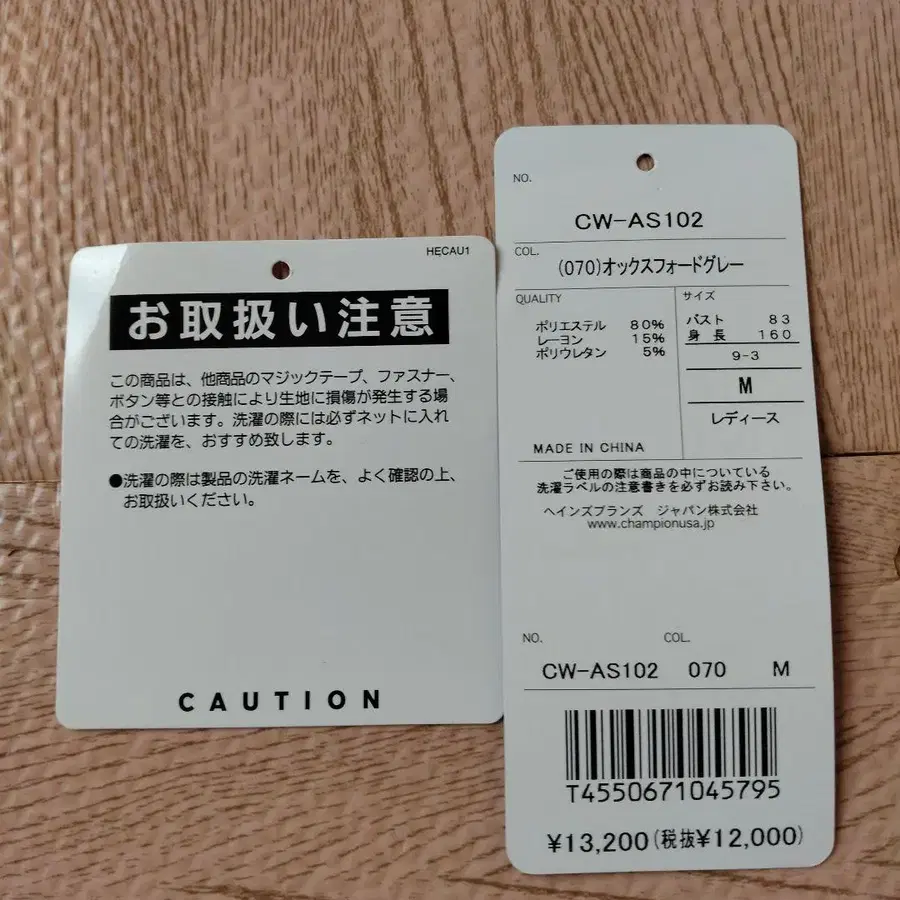 HECAU1
お取扱い注意
この商品は、他商品のマジックテープ、ファスナー、
ボタン等との接触により生地に損傷が発生する場
合がございます。洗濯の際には必ずネットに入れ
ての洗濯を、おすすめ致します。
●洗濯の際は製品の洗濯ネームを、よく確認の上、
お取扱いください。
CAUTION
NO.
CW-AS102
COL.
(070)オックスフォードグレー
QUALITY
ポリエステル 80%
レーヨン 15%
ポリウレタン 5%
MADE IN CHINA
サイズ
バスト 83
身長 160
9-3
M
レディース
ご使用の際は商品の中についている
洗濯ラベルの注意書きを必ずお読み下さい。
ヘインズブランズ ジャパン株式会社
www.championusa.jp
NO. COL.
CW-AS102 070 M
T4550671045795
¥13,200(税抜¥12,000)